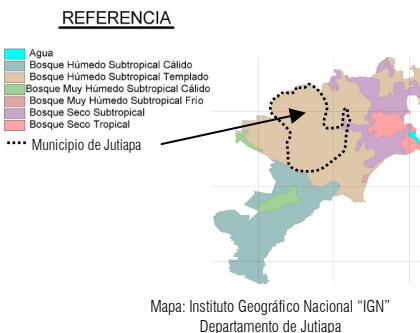 REFERENCIA
Agua
Bosque Húmedo Subtropical Cálido
Bosque Húmedo Subtropical Templado
Bosque Muy Húmedo Subtropical Cálido
Bosque Muy Húmedo Subtropical Frío
Bosque Seco Subtropical
Bosque Seco Tropical
Municipio de Jutiapa
Mapa: Instituto Geográfico Nacional “IGN”
Departamento de Jutiapa